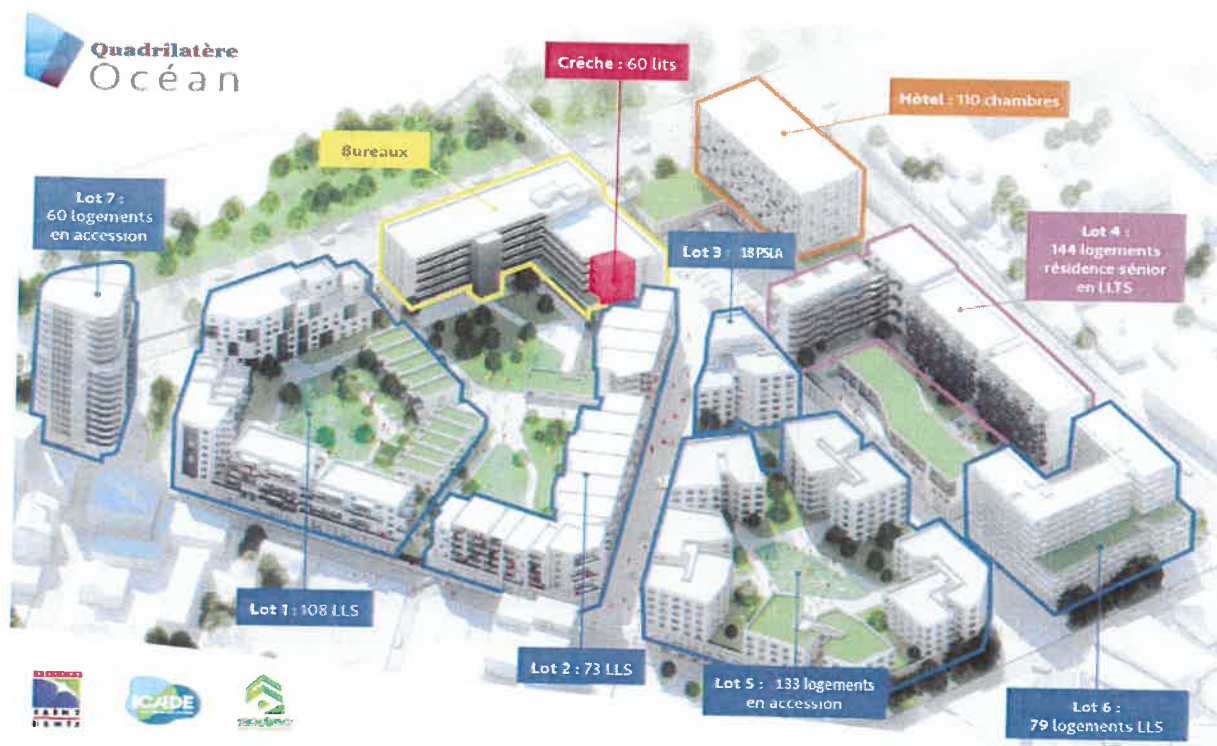 Quadrilatère
Océan
Crèche : 60 lits
Hôtel : 110 chambres
Bureaux
Lot 7 :
60 logements
en accession
Lot 3 : 18 PSLA
Lot 4 :
144 logements
résidence sénior
en LLTS
Lot 1 : 108 LLS
Lot 2 : 73 LLS
Lot 5 : 133 logements
en accession
Lot 6 :
79 logements LLS
SAINT
DENIS
ICADE